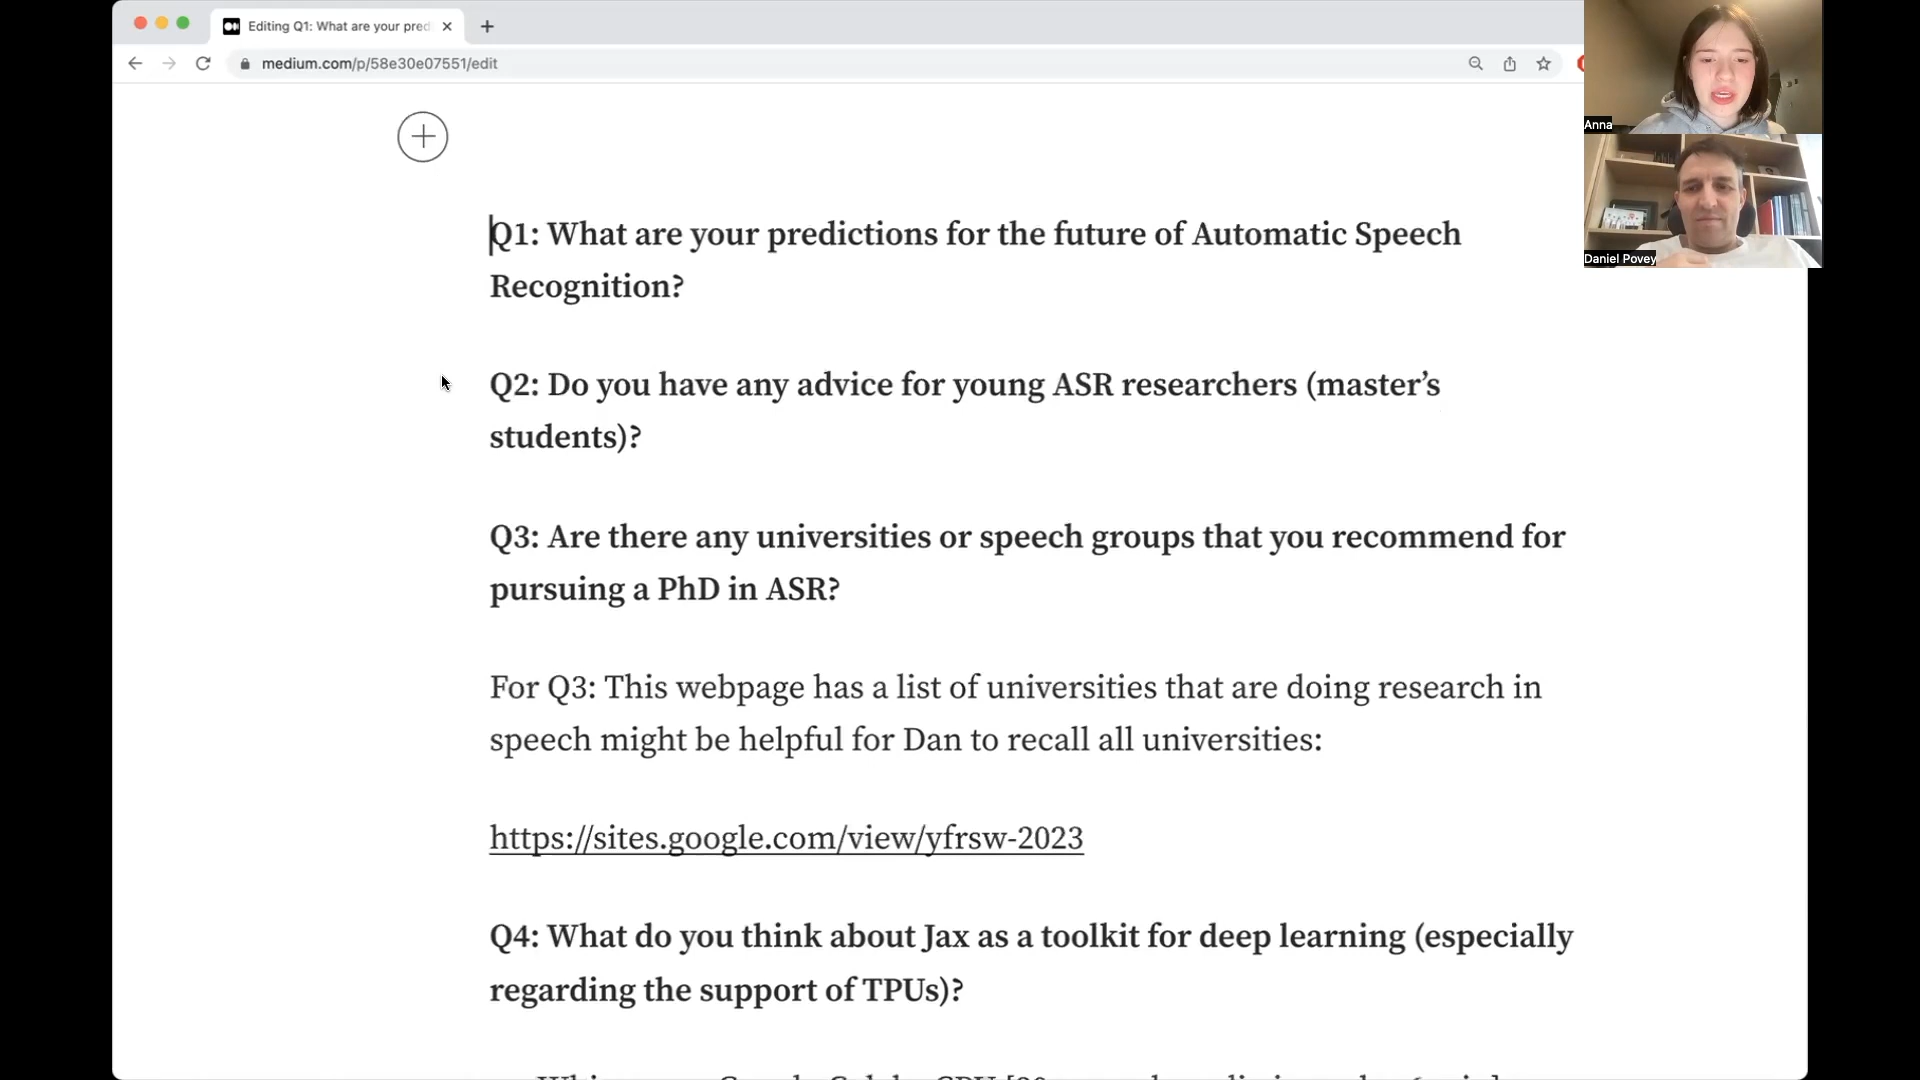 Editing Q1: What are your pred
medium.com/p/58e30e07551/edit
Anna
Daniel Povey
Q1: What are your predictions for the future of Automatic Speech
Recognition?
Q2: Do you have any advice for young ASR researchers (master’s
students)?
Q3: Are there any universities or speech groups that you recommend for
pursuing a PhD in ASR?
For Q3: This webpage has a list of universities that are doing research in
speech might be helpful for Dan to recall all universities:
https://sites.google.com/view/yfrsw-2023
Q4: What do you think about Jax as a toolkit for deep learning (especially
regarding the support of TPUs)?